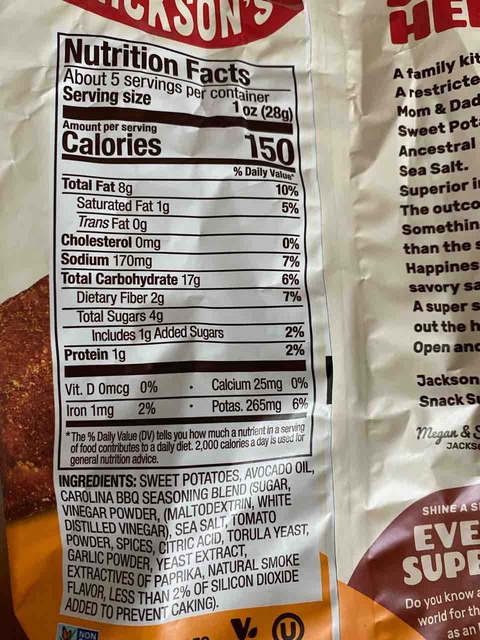 JACKSON'S
Nutrition Facts
About 5 servings per container
Serving size 1 oz (28g)
Amount per serving
Calories 150
% Daily Value*
Total Fat 8g 10%
Saturated Fat 1g 5%
Trans Fat 0g
Cholesterol 0mg 0%
Sodium 170mg 7%
Total Carbohydrate 17g 6%
Dietary Fiber 2g 7%
Total Sugars 4g
Includes 1g Added Sugars 2%
Protein 1g 2%
Vit. D 0mcg 0% • Calcium 25mg 0%
Iron 1mg 2% • Potas. 265mg 6%
*The % Daily Value (DV) tells you how much a nutrient in a serving
of food contributes to a daily diet. 2,000 calories a day is used for
general nutrition advice.
INGREDIENTS: SWEET POTATOES, AVOCADO OIL,
CAROLINA BBQ SEASONING BLEND (SUGAR,
VINEGAR POWDER, (MALTODEXTRIN, WHITE
DISTILLED VINEGAR), SEA SALT, TOMATO
POWDER, SPICES, CITRIC ACID, TORULA YEAST,
GARLIC POWDER, YEAST EXTRACT,
EXTRACTIVES OF PAPRIKA, NATURAL SMOKE
FLAVOR, LESS THAN 2% OF SILICON DIOXIDE
ADDED TO PREVENT CAKING).
NON
V
U
HE
A family kit
A restricte
Mom & Dad
Sweet Pot
Ancestral
Sea Salt.
Superior i
The outco
Somethin
than the s
Happines
savory sa
A super s
out the h
Open and
Jackson
Snack Su
Megan & S
JACKS
SHINE A S
EVE
SUPE
Do you know a
world for th
as an